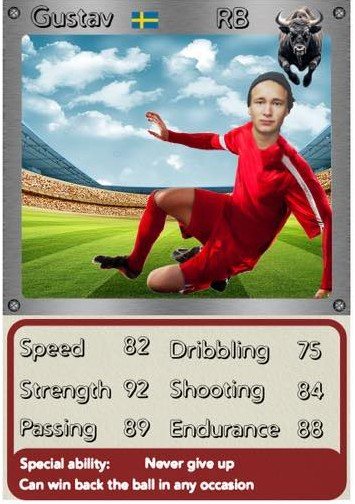 Gustav RB
Speed 82 Dribbling 75
Strength 92 Shooting 84
Passing 89 Endurance 88
Special ability: Never give up
Can win back the ball in any occasion